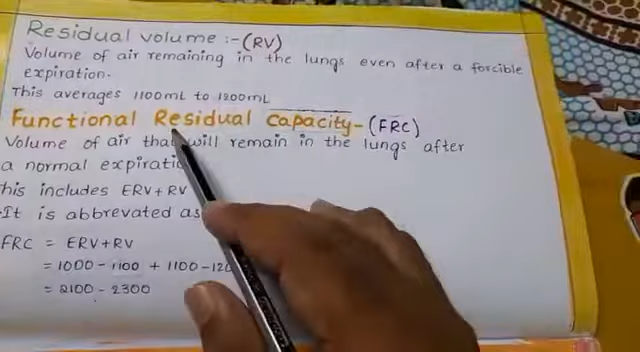 Residual volume :- (RV)
Volume of air remaining in the lungs even after a forcible
expiration.
This averages 1100mL to 1200mL
Functional Residual capacity - (FRC)
Volume of air that will remain in the lungs after
a normal
his includes ERV + RV
It is abbrevated as
FRC = ERV + RV
= 1000 - 1100 + 1100 - 120
= 2100 - 2300